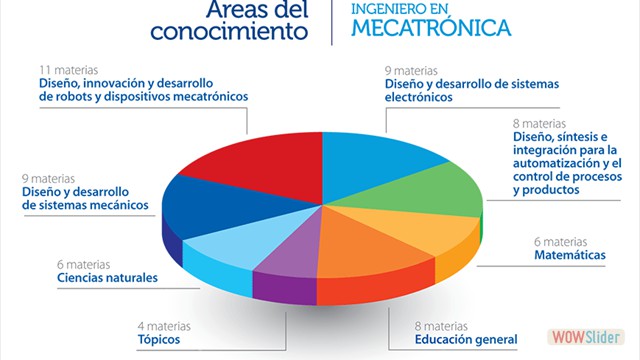 Áreas del
conocimiento
INGENIERO EN
MECATRÓNICA
11 materias
Diseño, innovación y desarrollo
de robots y dispositivos mecatrónicos
9 materias
Diseño y desarrollo de sistemas
electrónicos
8 materias
Diseño, síntesis e
integración para la
automatización y el
control de procesos
y productos
9 materias
Diseño y desarrollo
de sistemas mecánicos
6 materias
Matemáticas
6 materias
Ciencias naturales
4 materias
Tópicos
8 materias
Educación general
WOWSlider